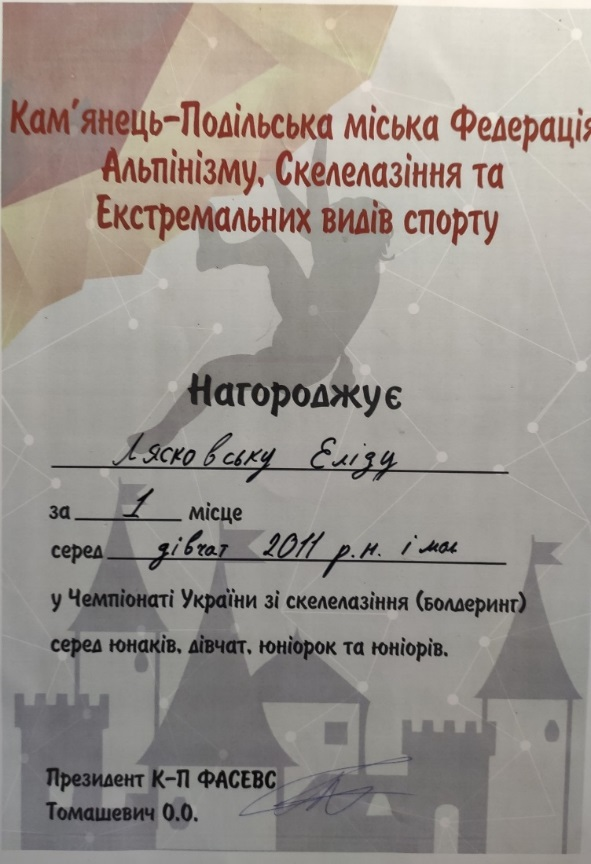 Кам'янець-Подільська міська Федерація
Альпінізму, Скелелазіння та
Екстремальних видів спорту
Нагороджує
Лясковську Елізу
за 1 місце
серед дівчат 2011 р.н. і мол
у Чемпіонаті України зі скелелазіння (болдеринг)
серед юнаків, дівчат, юніорок та юніорів.
Президент К-П ФАСЕВС
Томашевич О.О.